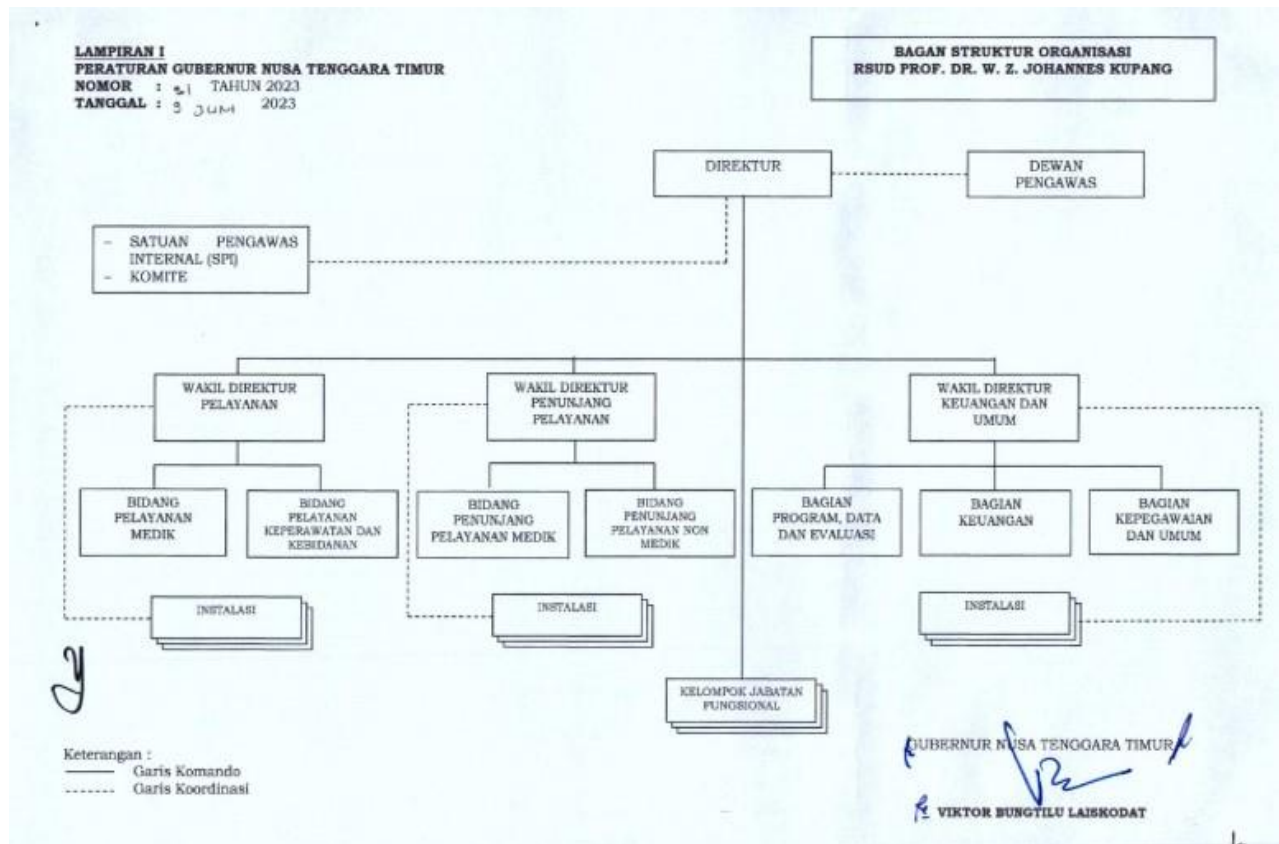 LAMPIRAN I
PERATURAN GUBERNUR NUSA TENGGARA TIMUR
NOMOR : TAHUN 2023
TANGGAL : 9 JUNI 2023
BAGAN STRUKTUR ORGANISASI
RSUD PROF. DR. W. Z. JOHANNES KUPANG
DIREKTUR
DEWAN
PENGAWAS
- SATUAN PENGAWAS
INTERNAL (SPI)
- KOMITE
WAKIL DIREKTUR
PELAYANAN
WAKIL DIREKTUR
PENUNJANG
PELAYANAN
WAKIL DIREKTUR
KEUANGAN DAN
UMUM
BIDANG
PELAYANAN
MEDIK
BIDANG
PELAYANAN
KEPERAWATAN DAN
KEBIDANAN
BIDANG
PENUNJANG
PELAYANAN MEDIK
BIDANG
PENUNJANG
PELAYANAN NON
MEDIK
BAGIAN
PROGRAM, DATA
DAN EVALUASI
BAGIAN
KEUANGAN
BAGIAN
KEPEGAWAIAN
DAN UMUM
INSTALASI
INSTALASI
INSTALASI
KELOMPOK JABATAN
FUNGSIONAL
Keterangan :
Garis Komando
Garis Koordinasi
GUBERNUR NUSA TENGGARA TIMUR
VIKTOR BUNGTILU LAISKODAT